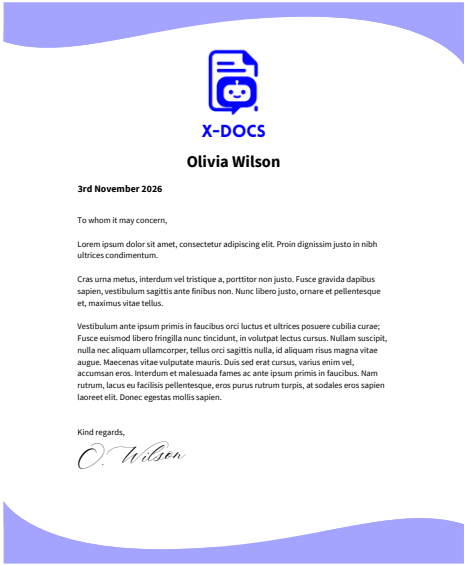 X-DOCS
Olivia Wilson
3rd November 2026
To whom it may concern,
Lorem ipsum dolor sit amet, consectetur adipiscing elit. Proin dignissim justo in nibh
ultrices condimentum.
Cras urna metus, interdum vel tristique a, porttitor non justo. Fusce gravida dapibus
sapien, vestibulum sagittis ante finibus non. Nunc libero justo, ornare et pellentesque
et, maximus vitae tellus.
Vestibulum ante ipsum primis in faucibus orci luctus et ultrices posuere cubilia curae;
Fusce euismod libero fringilla nunc tincidunt, in volutpat lectus cursus. Nullam suscipit,
nulla nec aliquam ullamcorper, tellus orci sagittis nulla, id aliquam risus magna vitae
augue. Maecenas vitae vulputate mauris. Duis sed erat cursus, varius enim vel,
accumsan eros. Interdum et malesuada fames ac ante ipsum primis in faucibus. Nam
rutrum, lacus eu facilisis pellentesque, eros purus rutrum turpis, at sodales eros sapien
laoreet elit. Donec egestas mollis sapien.
Kind regards,
O. Wilson